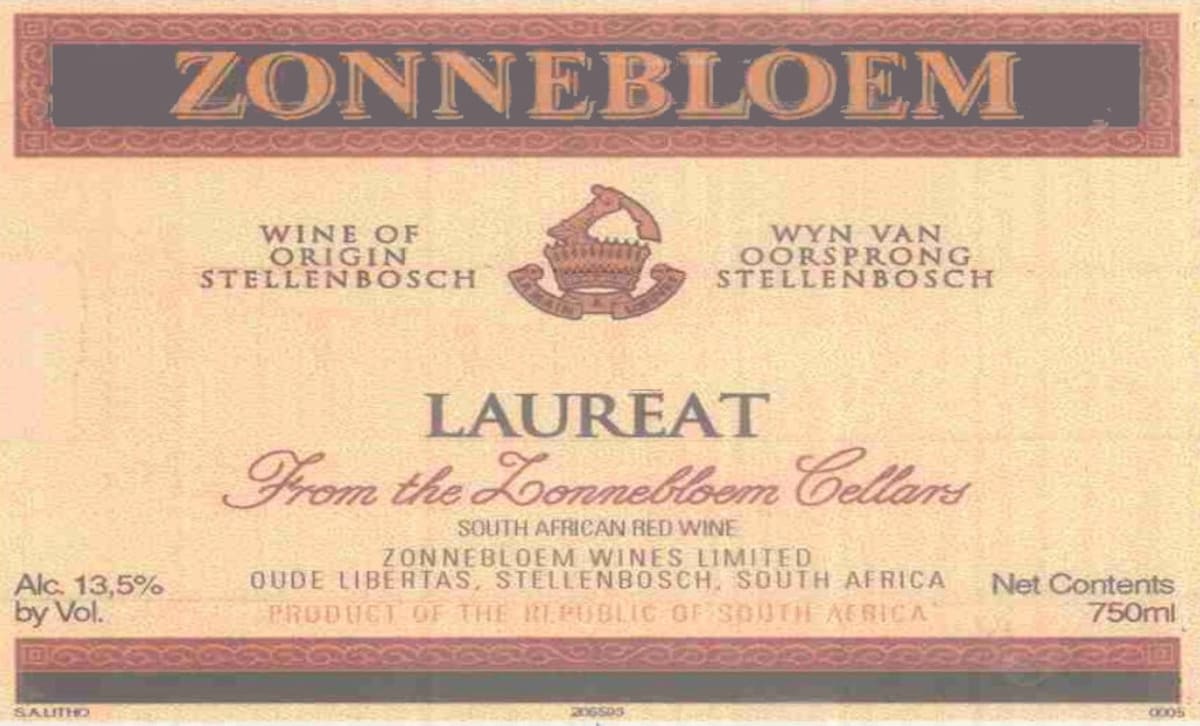 ZONNEBLOEM
WINE OF
ORIGIN
STELLENBOSCH
WYN VAN
OORSPRONG
STELLENBOSCH
LAURĒAT
From the Zonnebloem Cellars
SOUTH AFRICAN RED WINE
ZONNEBLOEM WINES LIMITED
OUDE LIBERTAS, STELLENBOSCH, SOUTH AFRICA
PRODUCT OF THE REPUBLIC OF SOUTH AFRICA
Alc. 13,5%
by Vol.
Net Contents
750ml
S.A.LITHO
0005